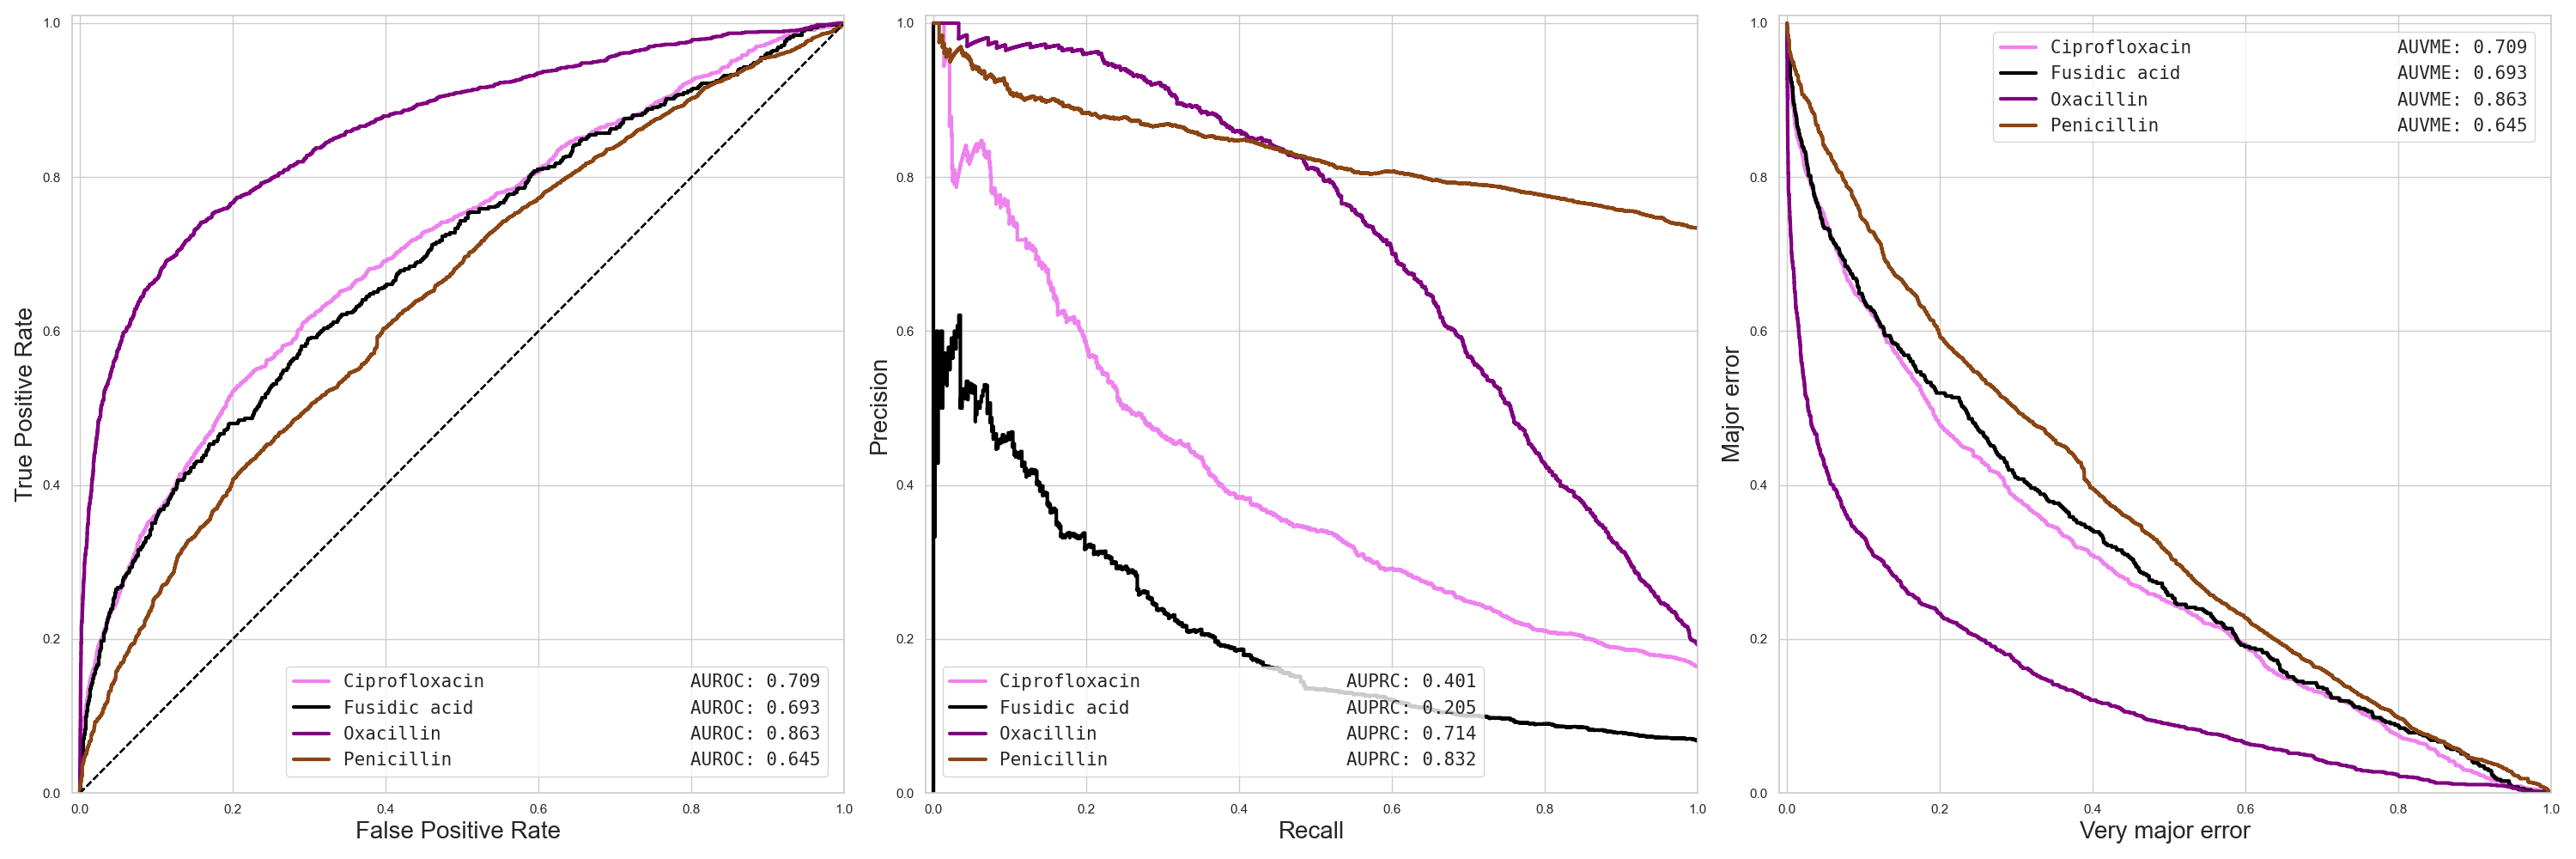 True Positive Rate
1.0
0.8
0.6
0.4
0.2
0.0
Ciprofloxacin AUROC: 0.709
Fusidic acid AUROC: 0.693
Oxacillin AUROC: 0.863
Penicillin AUROC: 0.645
0.0 0.2 0.4 0.6 0.8 1.0
False Positive Rate
Precision
1.0
0.8
0.6
0.4
0.2
0.0
Ciprofloxacin AUPRC: 0.401
Fusidic acid AUPRC: 0.205
Oxacillin AUPRC: 0.714
Penicillin AUPRC: 0.832
0.0 0.2 0.4 0.6 0.8 1.0
Recall
Major error
1.0
0.8
0.6
0.4
0.2
0.0
Ciprofloxacin AUVME: 0.709
Fusidic acid AUVME: 0.693
Oxacillin AUVME: 0.863
Penicillin AUVME: 0.645
0.0 0.2 0.4 0.6 0.8 1.0
Very major error